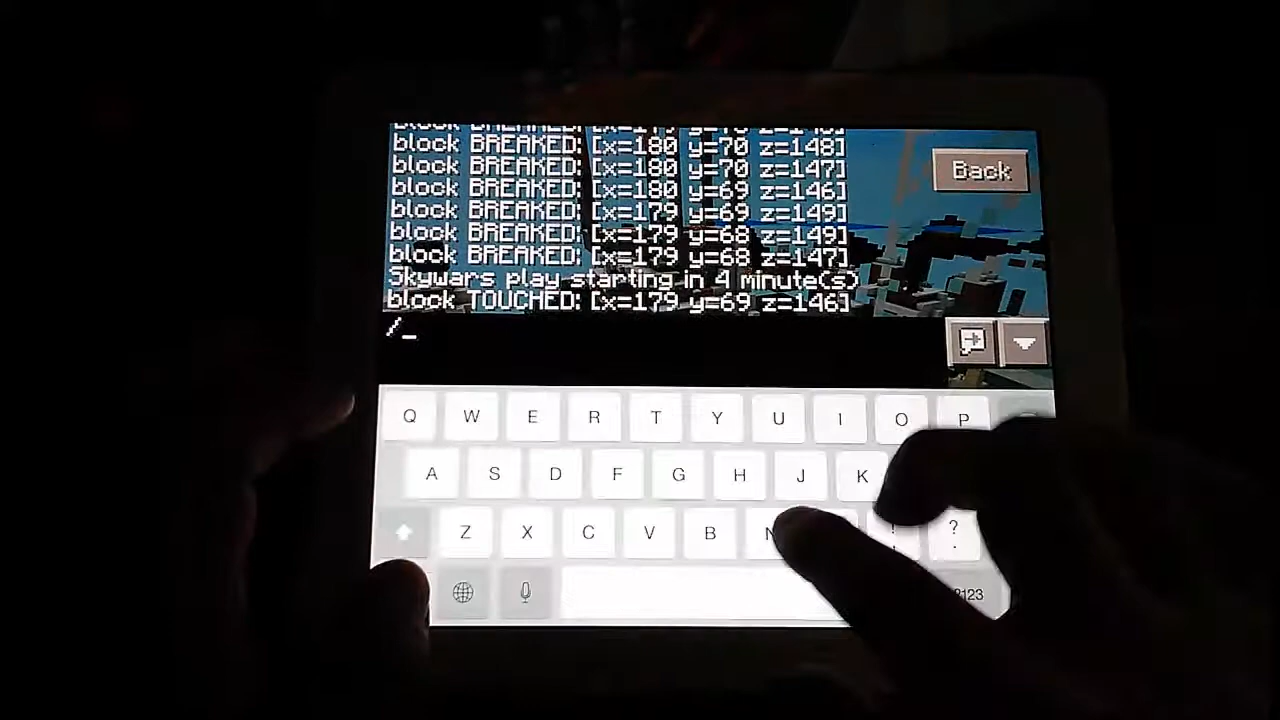 block BREAKED: [x=180 y=70 z=148]
block BREAKED: [x=180 y=70 z=147]
block BREAKED: [x=180 y=69 z=146]
block BREAKED: [x=179 y=69 z=149]
block BREAKED: [x=179 y=68 z=149]
block BREAKED: [x=179 y=68 z=147]
Skywars play starting in 4 minute(s)
block TOUCHED: [x=179 y=69 z=146]
Back
/_
Q W E R T Y U I O P
A S D F G H J K
Z X C V B N ! ?
123